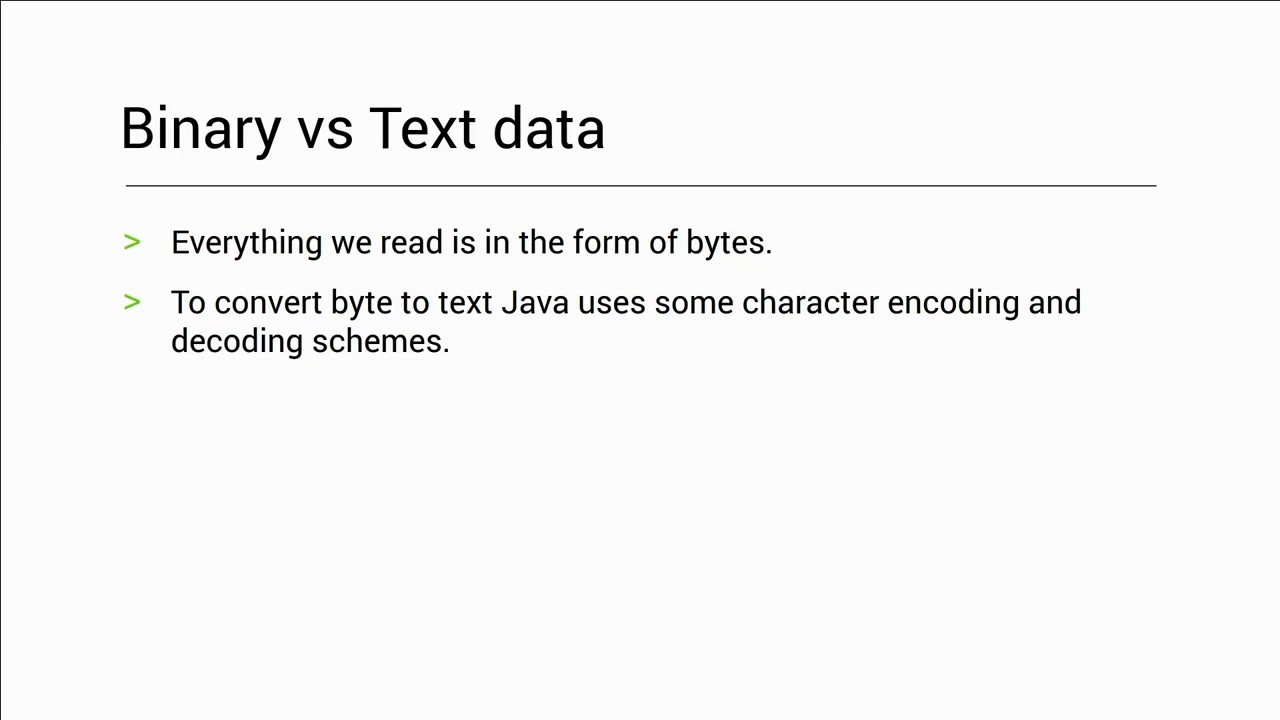 Binary vs Text data
> Everything we read is in the form of bytes.
> To convert byte to text Java uses some character encoding and
decoding schemes.